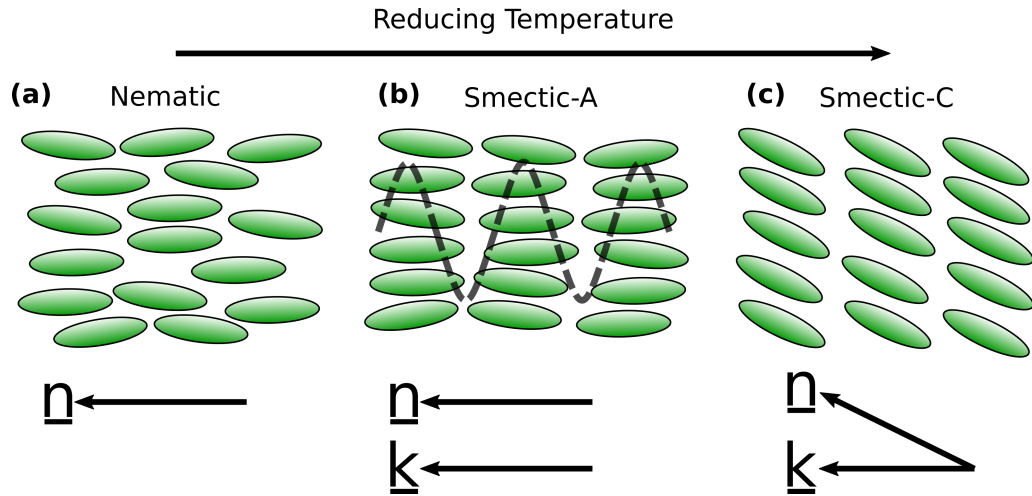 Reducing Temperature
(a) Nematic
(b) Smectic-A
(c) Smectic-C
n
n
k
n
k